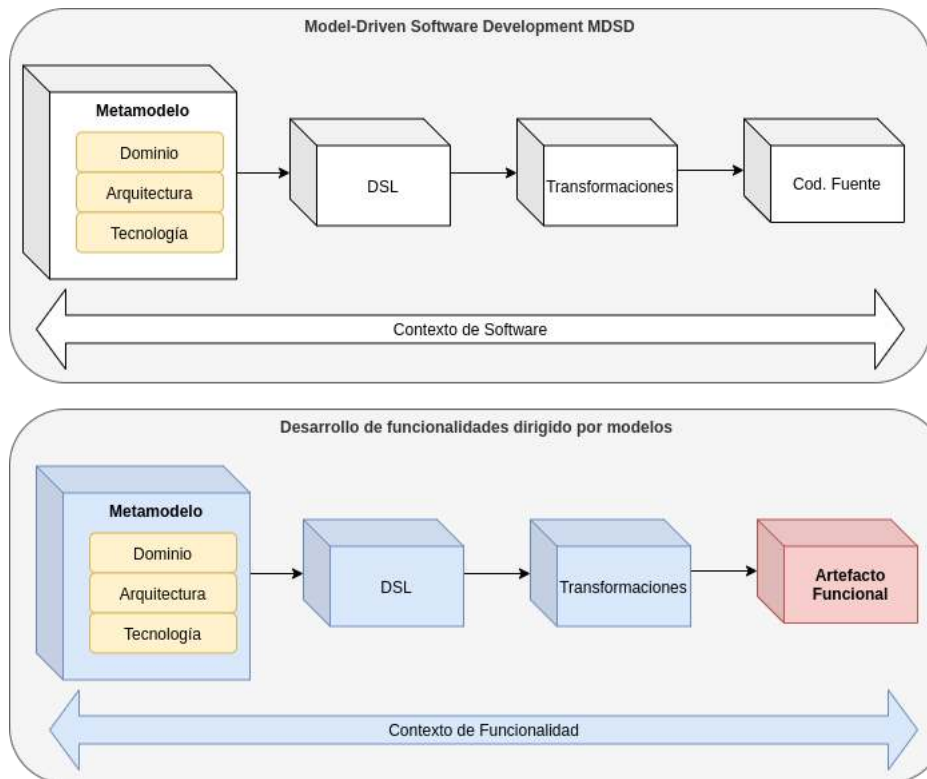 Model-Driven Software Development MDSD
Metamodelo
Dominio
Arquitectura
Tecnología
DSL
Transformaciones
Cod. Fuente
Contexto de Software
Desarrollo de funcionalidades dirigido por modelos
Metamodelo
Dominio
Arquitectura
Tecnología
DSL
Transformaciones
Artefacto
Funcional
Contexto de Funcionalidad